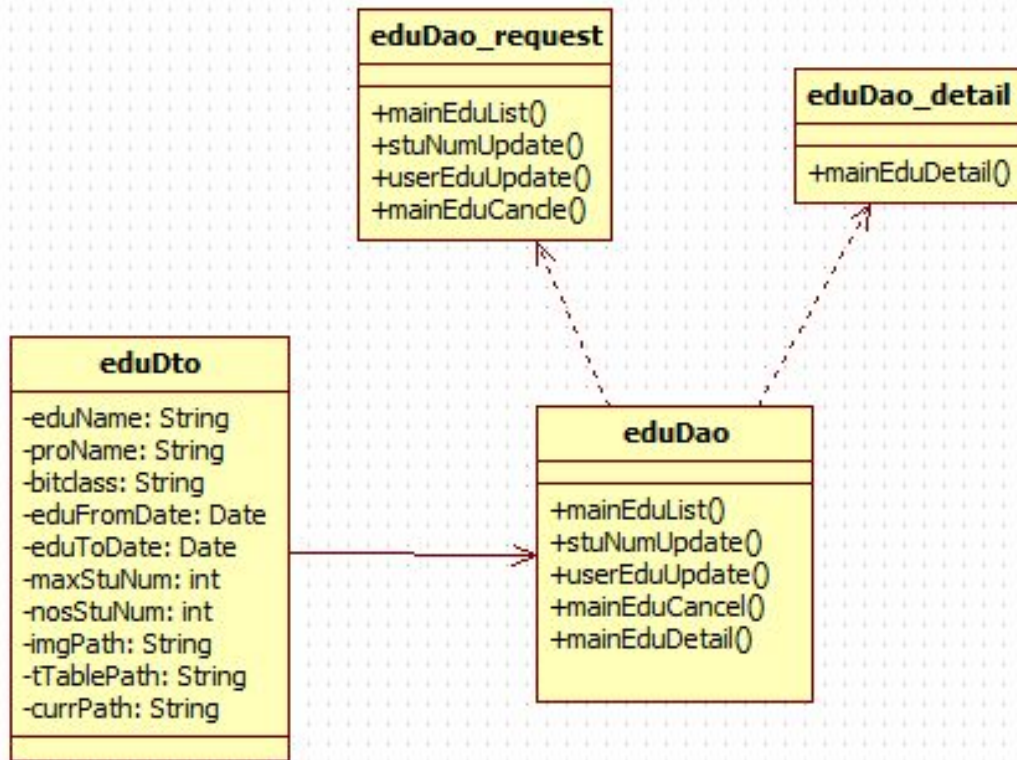 eduDao_request
+mainEduList()
+stuNumUpdate()
+userEduUpdate()
+mainEduCancle()
eduDao_detail
+mainEduDetail()
eduDto
-eduName: String
-proName: String
-bitclass: String
-eduFromDate: Date
-eduToDate: Date
-maxStuNum: int
-nosStuNum: int
-imgPath: String
-tTablePath: String
-currPath: String
eduDao
+mainEduList()
+stuNumUpdate()
+userEduUpdate()
+mainEduCancel()
+mainEduDetail()